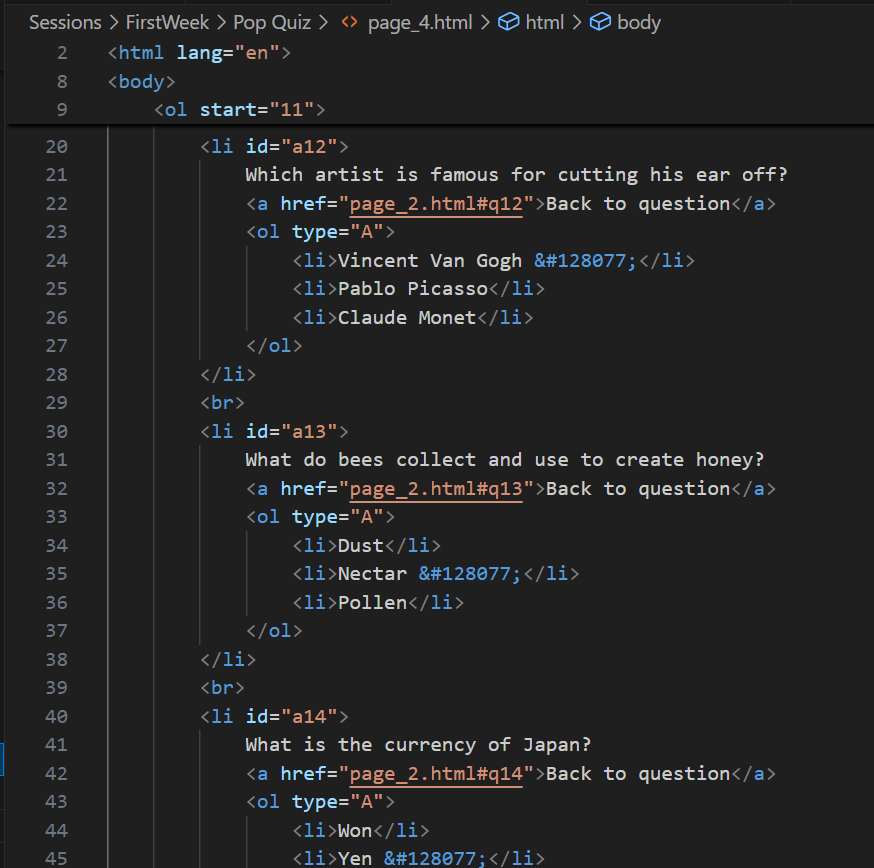 Sessions > FirstWeek > Pop Quiz > <> page_4.html > html > body
2 <html lang="en">
8 <body>
9 <ol start="11">
20 <li id="a12">
21 Which artist is famous for cutting his ear off?
22 <a href="page_2.html#q12">Back to question</a>
23 <ol type="A">
24 <li>Vincent Van Gogh &#128077;</li>
25 <li>Pablo Picasso</li>
26 <li>Claude Monet</li>
27 </ol>
28 </li>
29 <br>
30 <li id="a13">
31 What do bees collect and use to create honey?
32 <a href="page_2.html#q13">Back to question</a>
33 <ol type="A">
34 <li>Dust</li>
35 <li>Nectar &#128077;</li>
36 <li>Pollen</li>
37 </ol>
38 </li>
39 <br>
40 <li id="a14">
41 What is the currency of Japan?
42 <a href="page_2.html#q14">Back to question</a>
43 <ol type="A">
44 <li>Won</li>
45 <li>Yen &#128077;</li>